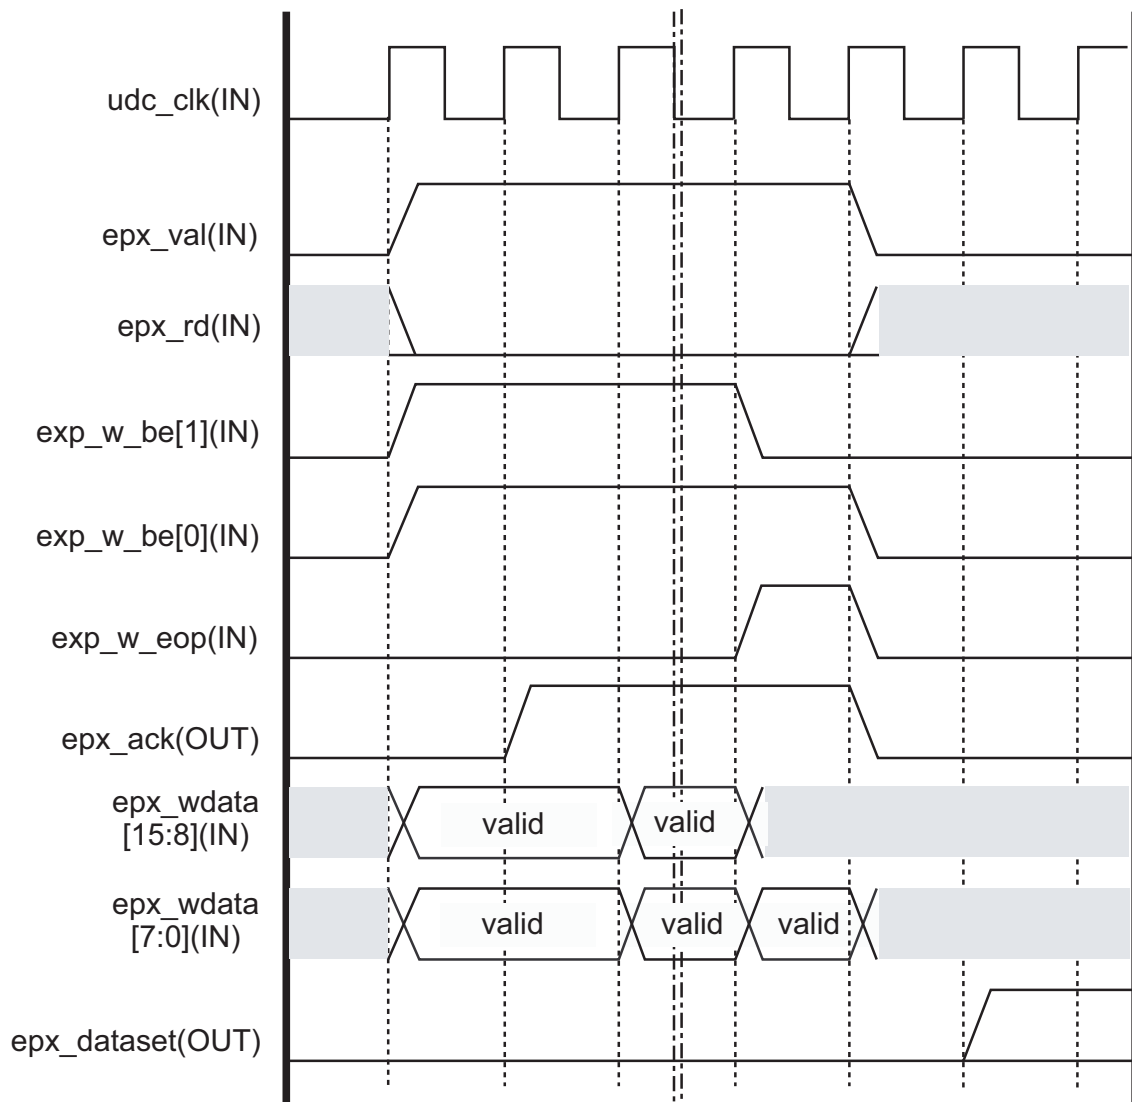 udc_clk(IN)
epx_val(IN)
epx_rd(IN)
exp_w_be[1](IN)
exp_w_be[0](IN)
exp_w_eop(IN)
epx_ack(OUT)
epx_wdata
[15:8](IN)
valid valid
epx_wdata
[7:0](IN)
valid valid valid
epx_dataset(OUT)